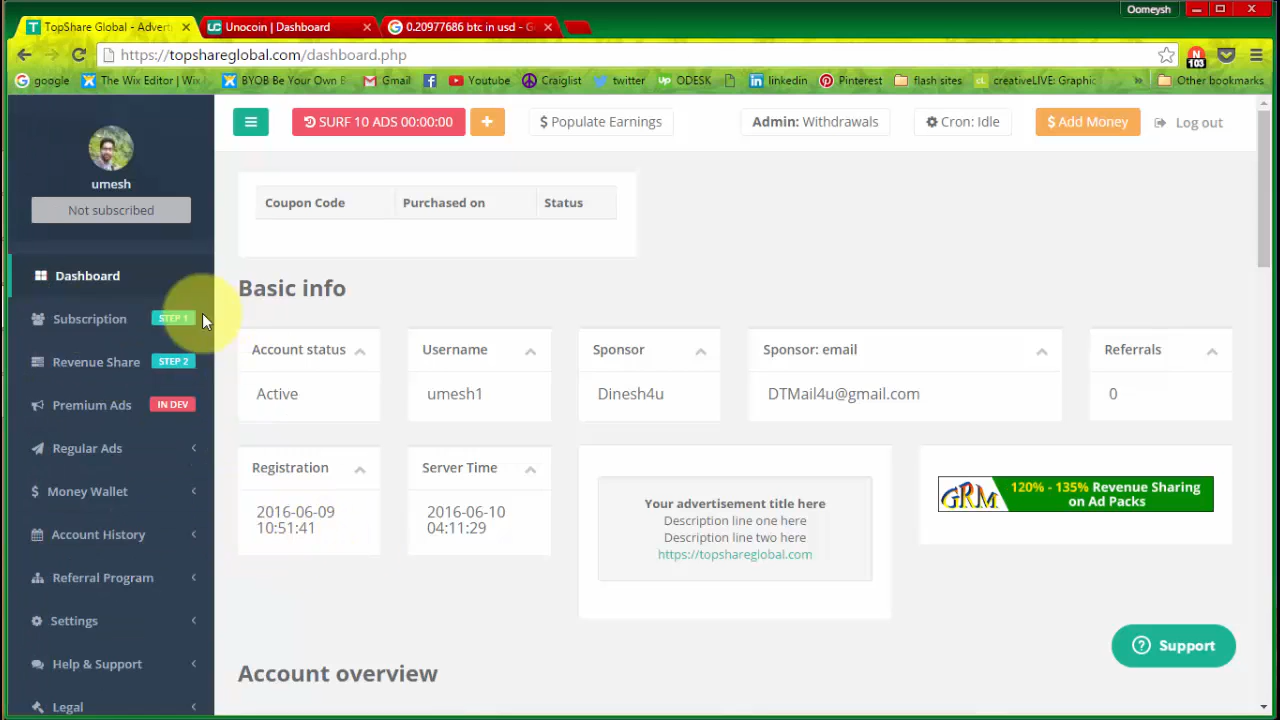 Oomeysh
TopShare Global - Adverti
Unocoin | Dashboard
0.20977686 btc in usd - G
https://topshareglobal.com/dashboard.php
N
103
google
The Wix Editor | Wix
BYOB Be Your Own B
Gmail
Youtube
Craiglist
twitter
Up ODESK
linkedin
Pinterest
flash sites
creativeLIVE: Graphic
»
Other bookmarks
SURF 10 ADS 00:00:00
+
$ Populate Earnings
Admin: Withdrawals
Cron: Idle
$ Add Money
Log out
umesh
Not subscribed
Dashboard
Subscription STEP 1
Revenue Share STEP 2
Premium Ads IN DEV
Regular Ads
$ Money Wallet
Account History
Referral Program
Settings
Help & Support
Legal
Coupon Code Purchased on Status
Basic info
Account status
Active
Username
umesh1
Sponsor
Dinesh4u
Sponsor: email
DTMail4u@gmail.com
Referrals
0
Registration
2016-06-09
10:51:41
Server Time
2016-06-10
04:11:29
Your advertisement title here
Description line one here
Description line two here
https://topshareglobal.com
GRM
120% - 135% Revenue Sharing
on Ad Packs
Account overview
Support